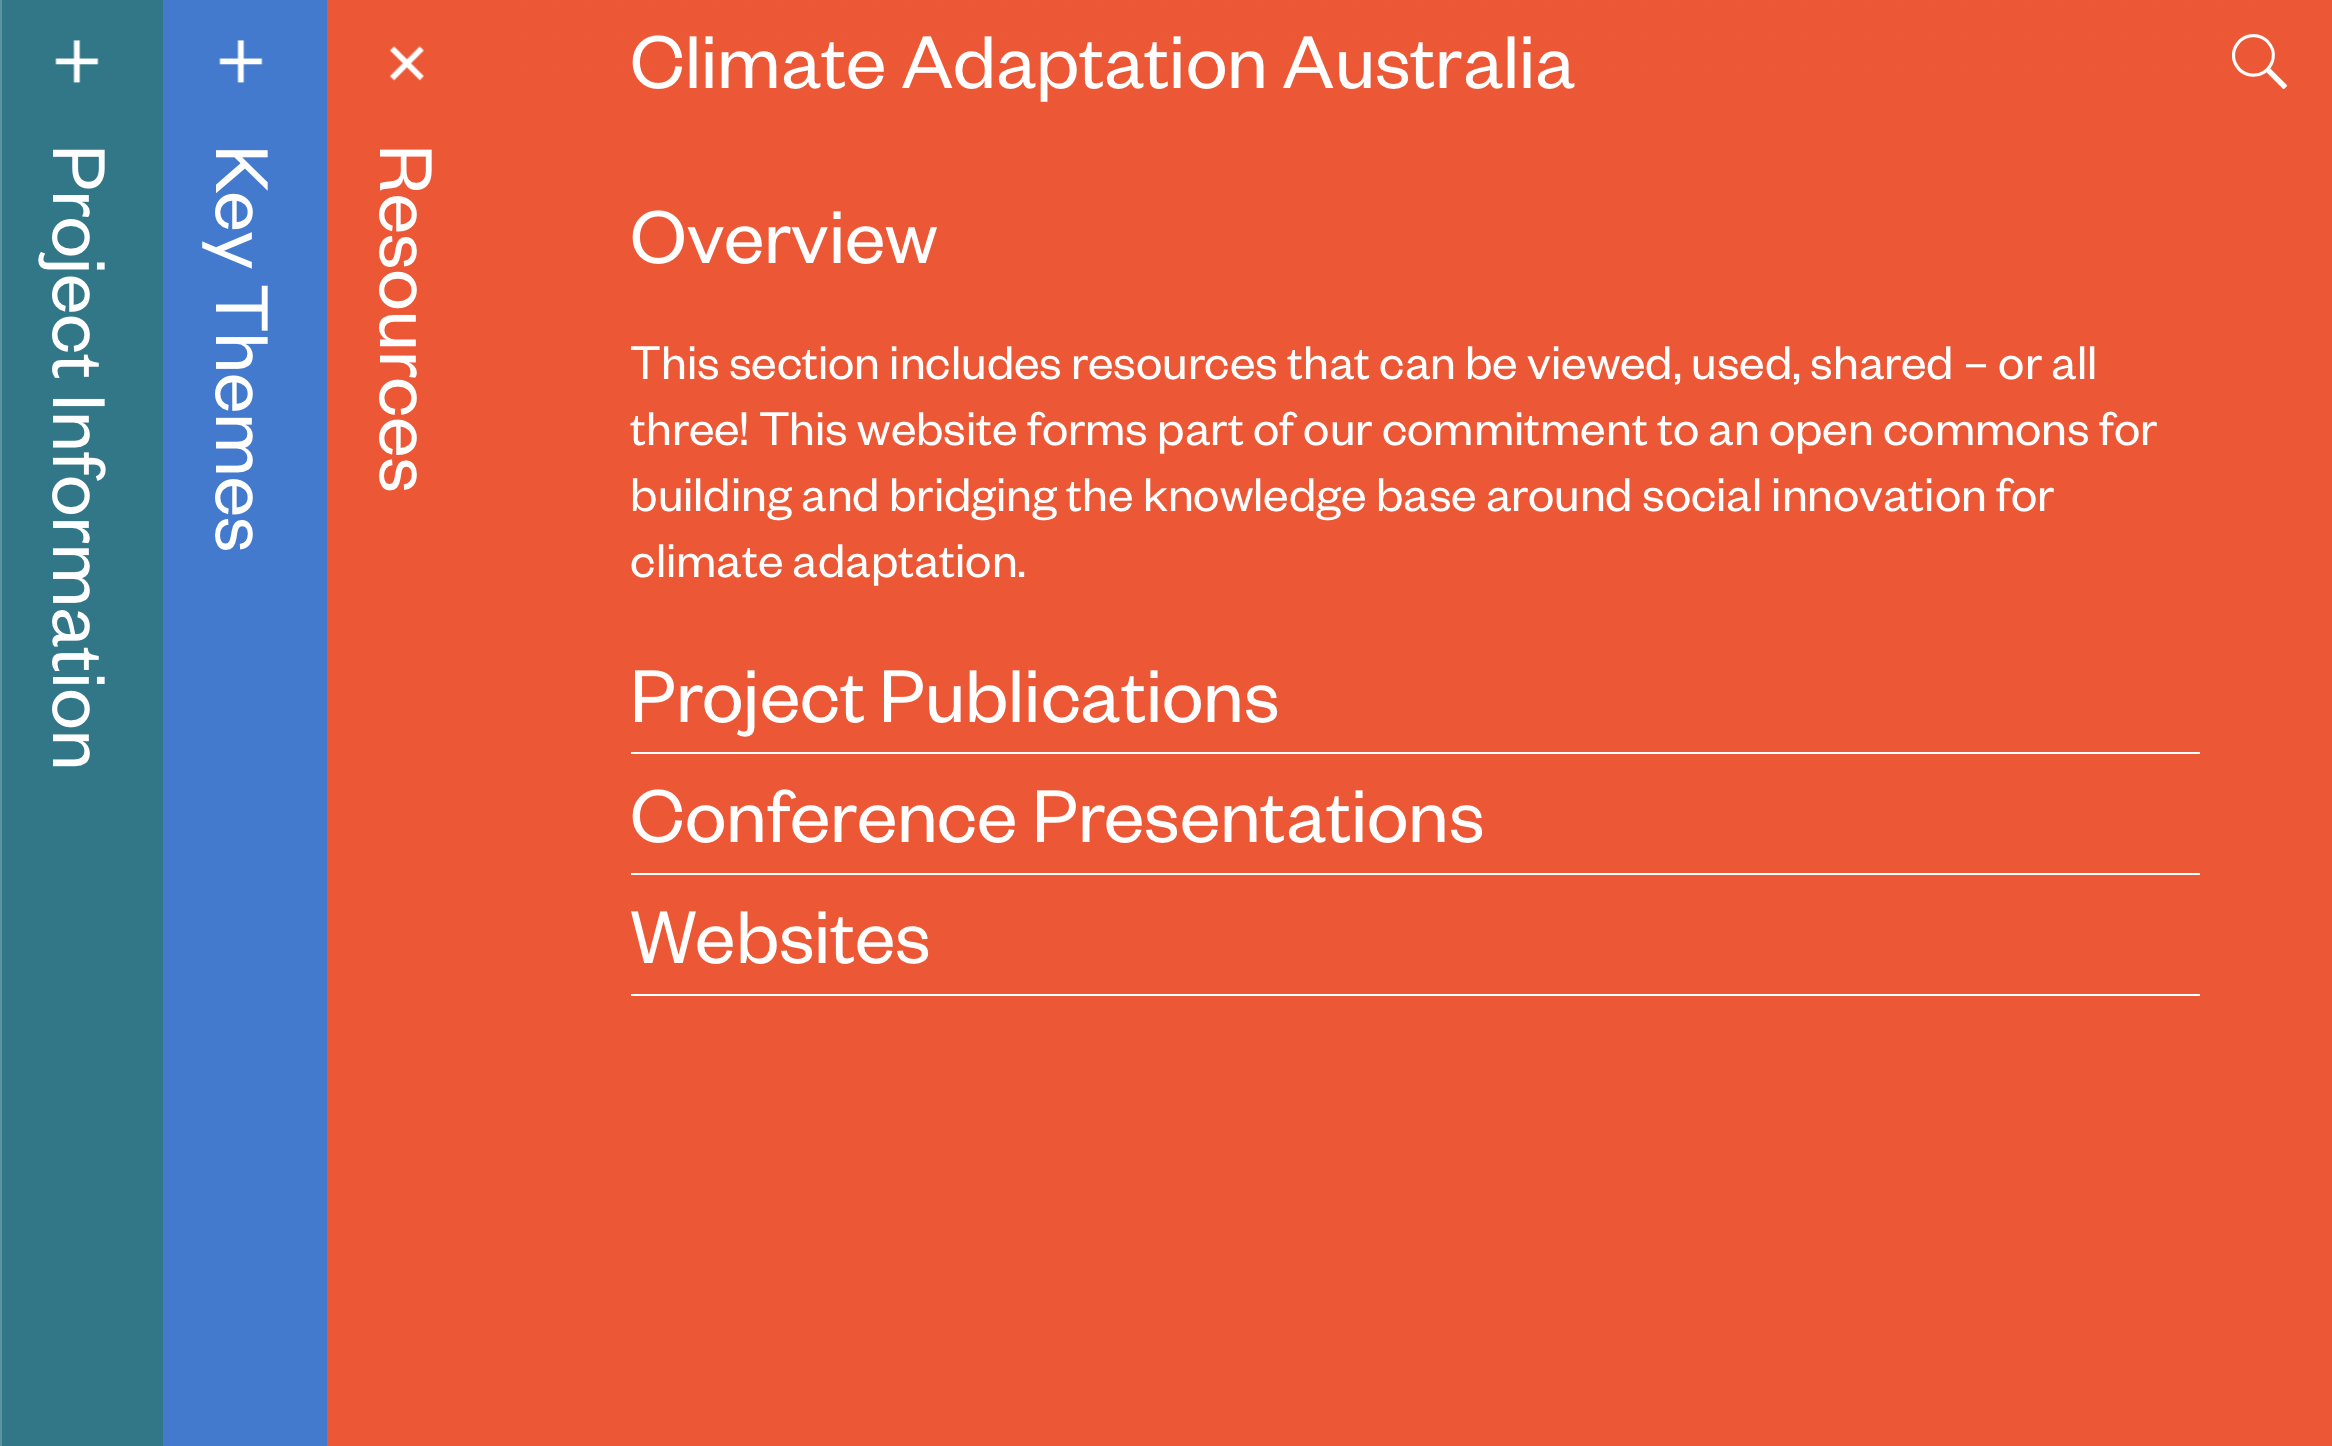 Project Information
Key Themes
Resources
Climate Adaptation Australia
Overview
This section includes resources that can be viewed, used, shared – or all
three! This website forms part of our commitment to an open commons for
building and bridging the knowledge base around social innovation for
climate adaptation.
Project Publications
Conference Presentations
Websites